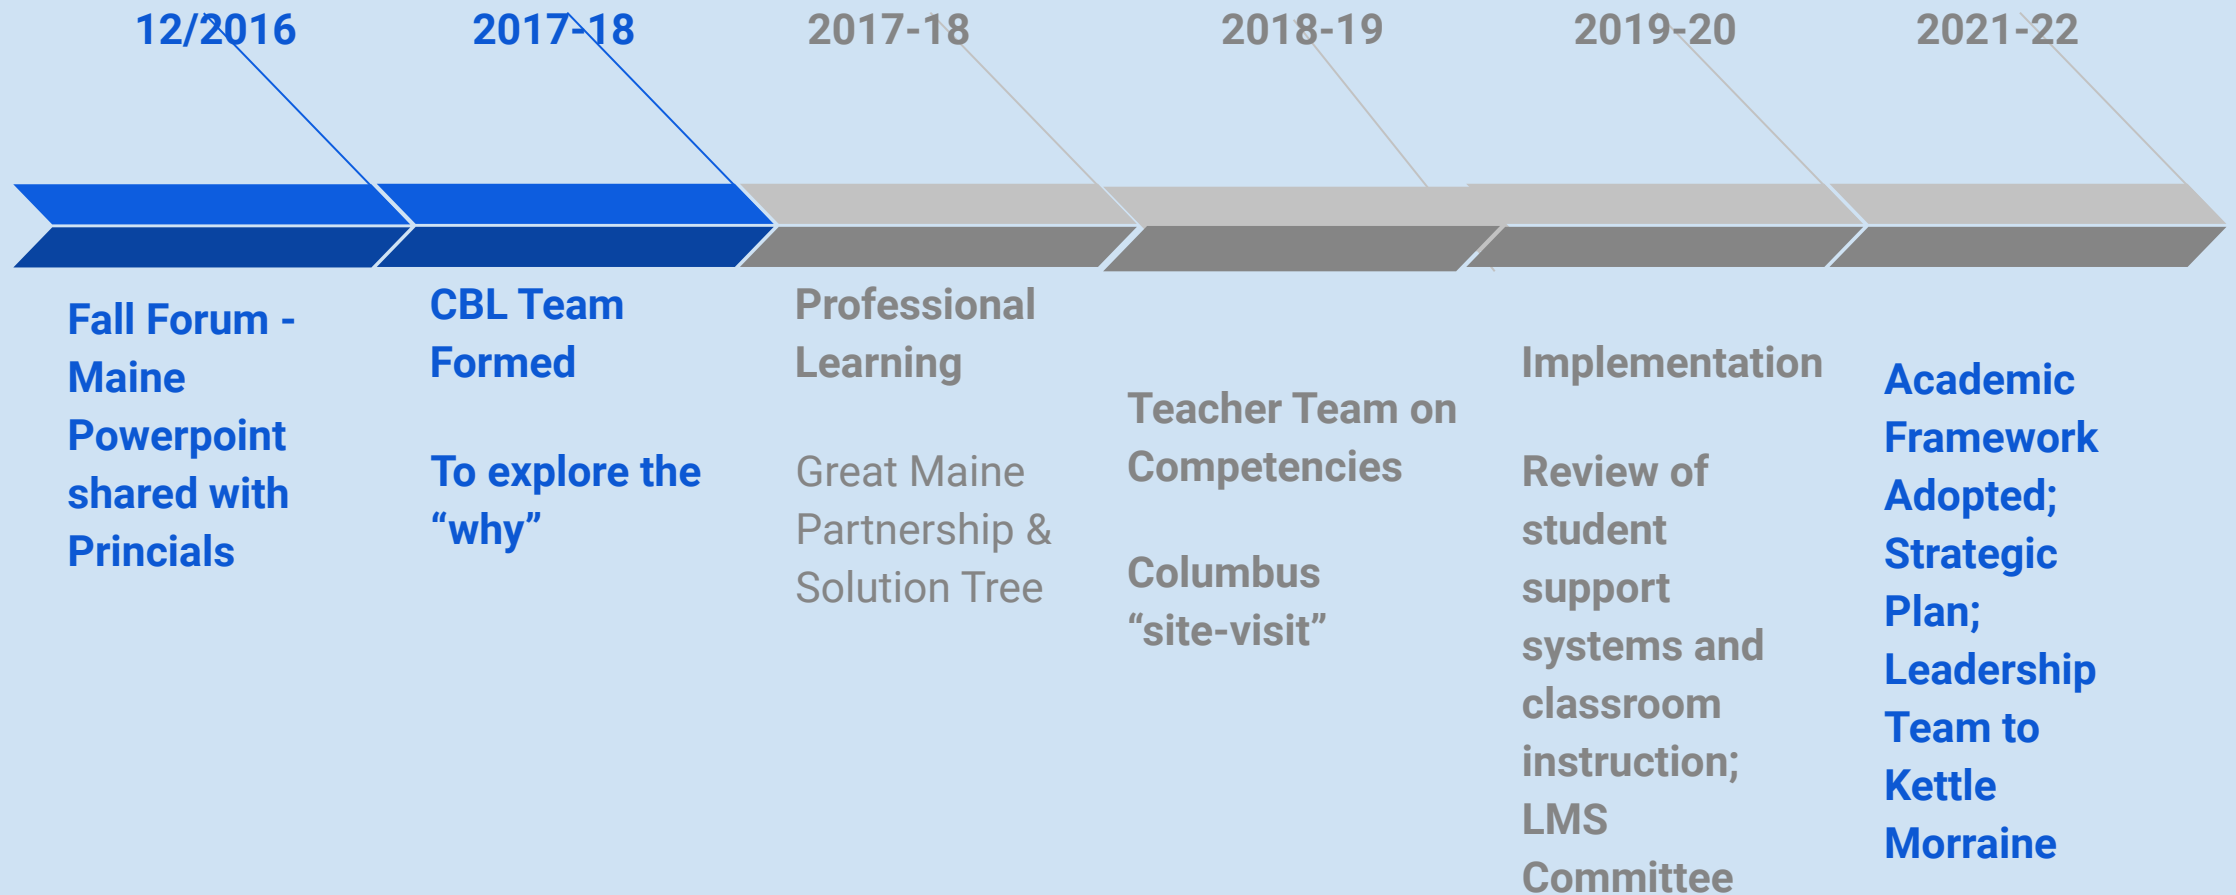 12/2016
2017-18
2017-18
2018-19
2019-20
2021-22
Fall Forum -
Maine
Powerpoint
shared with
Princials
CBL Team
Formed
To explore the
“why”
Professional
Learning
Great Maine
Partnership &
Solution Tree
Teacher Team on
Competencies
Columbus
“site-visit”
Implementation
Review of
student
support
systems and
classroom
instruction;
LMS
Committee
Academic
Framework
Adopted;
Strategic
Plan;
Leadership
Team to
Kettle
Morraine